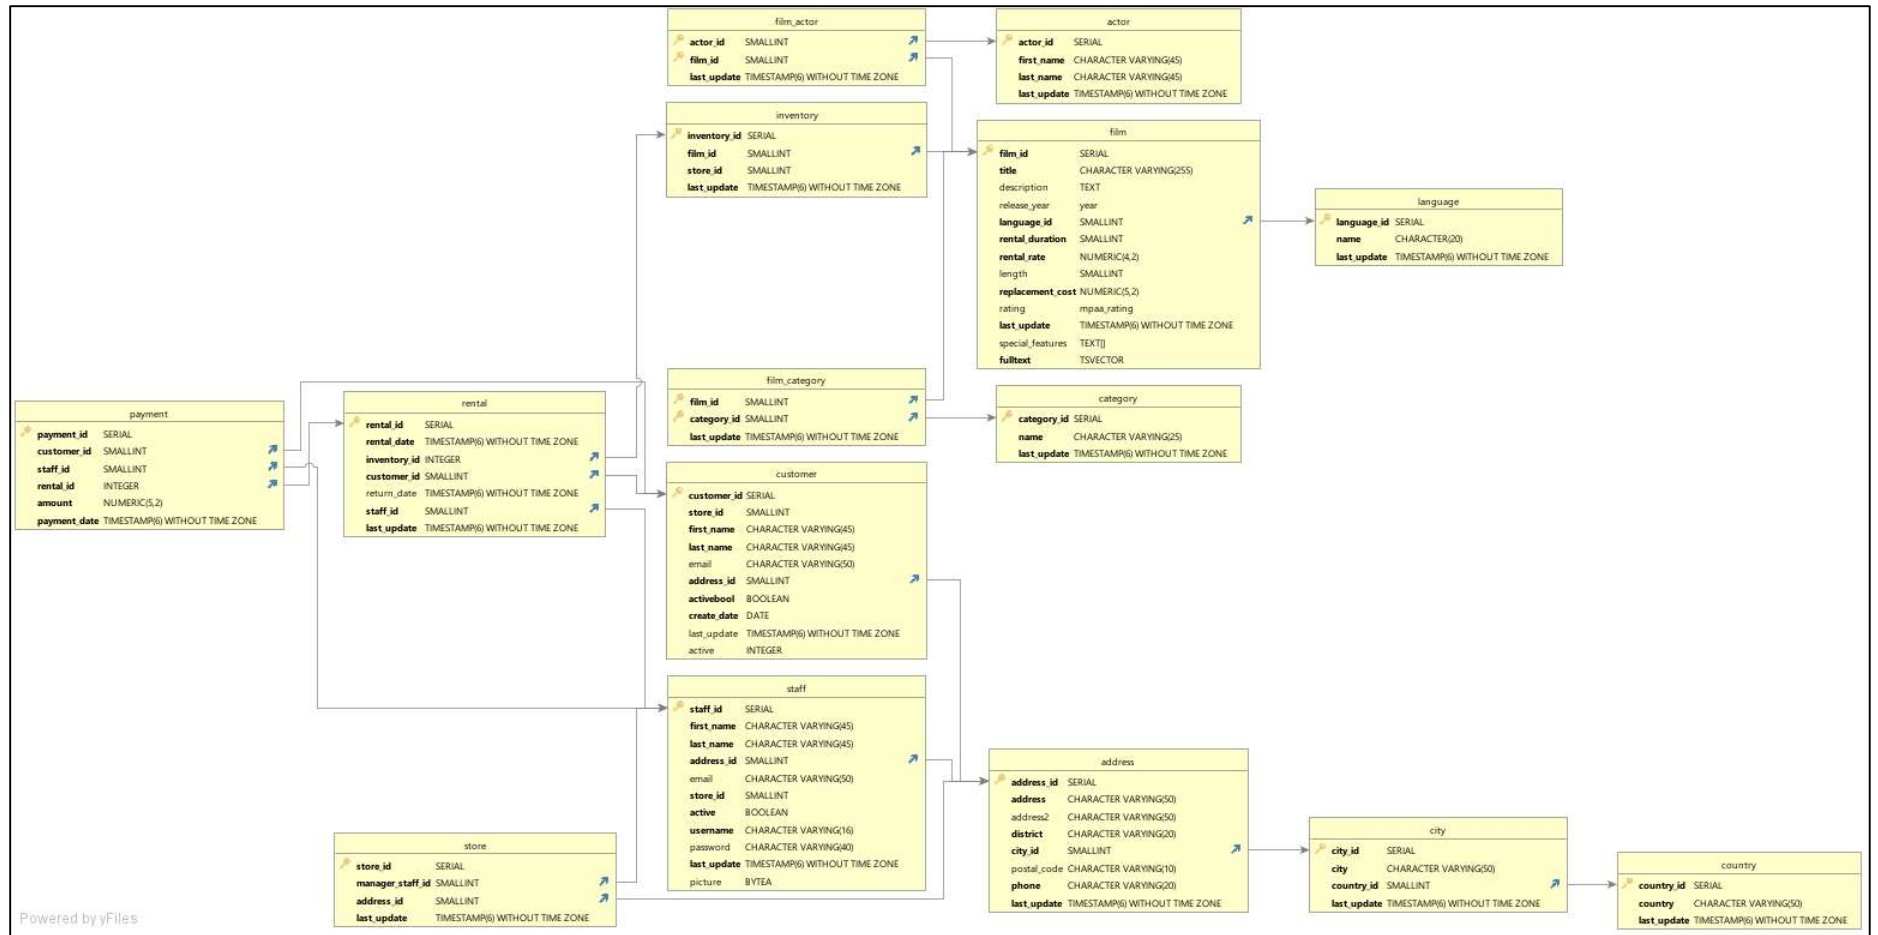 film_actor
actor_id SMALLINT
film_id SMALLINT
last_update TIMESTAMP(6) WITHOUT TIME ZONE
actor
actor_id SERIAL
first_name CHARACTER VARYING(45)
last_name CHARACTER VARYING(45)
last_update TIMESTAMP(6) WITHOUT TIME ZONE
inventory
inventory_id SERIAL
film_id SMALLINT
store_id SMALLINT
last_update TIMESTAMP(6) WITHOUT TIME ZONE
film
film_id SERIAL
title CHARACTER VARYING(255)
description TEXT
release_year year
language_id SMALLINT
rental_duration SMALLINT
rental_rate NUMERIC(4,2)
length SMALLINT
replacement_cost NUMERIC(5,2)
rating mpaa_rating
last_update TIMESTAMP(6) WITHOUT TIME ZONE
special_features TEXT[]
fulltext TSVECTOR
language
language_id SERIAL
name CHARACTER(20)
last_update TIMESTAMP(6) WITHOUT TIME ZONE
film_category
film_id SMALLINT
category_id SMALLINT
last_update TIMESTAMP(6) WITHOUT TIME ZONE
category
category_id SERIAL
name CHARACTER VARYING(25)
last_update TIMESTAMP(6) WITHOUT TIME ZONE
payment
payment_id SERIAL
customer_id SMALLINT
staff_id SMALLINT
rental_id INTEGER
amount NUMERIC(5,2)
payment_date TIMESTAMP(6) WITHOUT TIME ZONE
rental
rental_id SERIAL
rental_date TIMESTAMP(6) WITHOUT TIME ZONE
inventory_id INTEGER
customer_id SMALLINT
return_date TIMESTAMP(6) WITHOUT TIME ZONE
staff_id SMALLINT
last_update TIMESTAMP(6) WITHOUT TIME ZONE
customer
customer_id SERIAL
store_id SMALLINT
first_name CHARACTER VARYING(45)
last_name CHARACTER VARYING(45)
email CHARACTER VARYING(50)
address_id SMALLINT
activebool BOOLEAN
create_date DATE
last_update TIMESTAMP(6) WITHOUT TIME ZONE
active INTEGER
staff
staff_id SERIAL
first_name CHARACTER VARYING(45)
last_name CHARACTER VARYING(45)
address_id SMALLINT
email CHARACTER VARYING(50)
store_id SMALLINT
active BOOLEAN
username CHARACTER VARYING(16)
password CHARACTER VARYING(40)
last_update TIMESTAMP(6) WITHOUT TIME ZONE
picture BYTEA
store
store_id SERIAL
manager_staff_id SMALLINT
address_id SMALLINT
last_update TIMESTAMP(6) WITHOUT TIME ZONE
address
address_id SERIAL
address CHARACTER VARYING(50)
address2 CHARACTER VARYING(50)
district CHARACTER VARYING(20)
city_id SMALLINT
postal_code CHARACTER VARYING(10)
phone CHARACTER VARYING(20)
last_update TIMESTAMP(6) WITHOUT TIME ZONE
city
city_id SERIAL
city CHARACTER VARYING(50)
country_id SMALLINT
last_update TIMESTAMP(6) WITHOUT TIME ZONE
country
country_id SERIAL
country CHARACTER VARYING(50)
last_update TIMESTAMP(6) WITHOUT TIME ZONE
Powered by yFiles